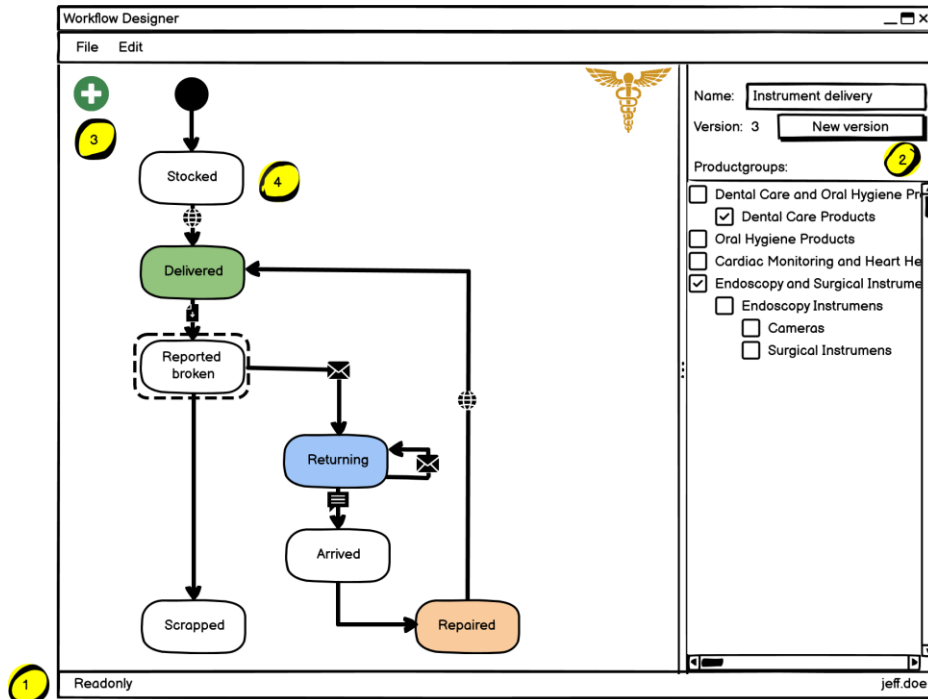 Workflow Designer
File Edit
3
Stocked
4
Delivered
Reported
broken
Returning
Arrived
Scrapped
Repaired
Name: Instrument delivery
Version: 3 New version
2
Productgroups:
Dental Care and Oral Hygiene Pr
Dental Care Products
Oral Hygiene Products
Cardiac Monitoring and Heart He
Endoscopy and Surgical Instrume
Endoscopy Instrumens
Cameras
Surgical Instrumens
1
Readonly
jeff.doe